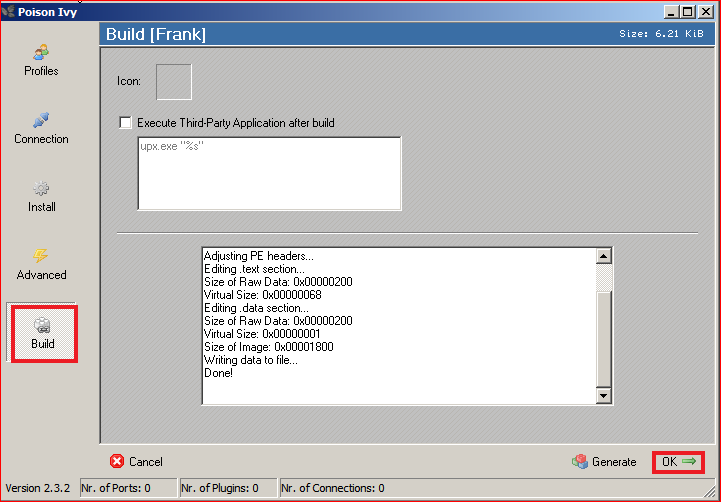 Poison Ivy
Build [Frank]
Size: 6.21 KiB
Profiles
Connection
Install
Advanced
Build
Icon:
Execute Third-Party Application after build
upx.exe "%s"
Adjusting PE headers...
Editing .text section...
Size of Raw Data: 0x00000200
Virtual Size: 0x00000068
Editing .data section...
Size of Raw Data: 0x00000200
Virtual Size: 0x00000001
Size of Image: 0x00001800
Writing data to file...
Done!
Cancel
Generate
OK
Version 2.3.2
Nr. of Ports: 0
Nr. of Plugins: 0
Nr. of Connections: 0